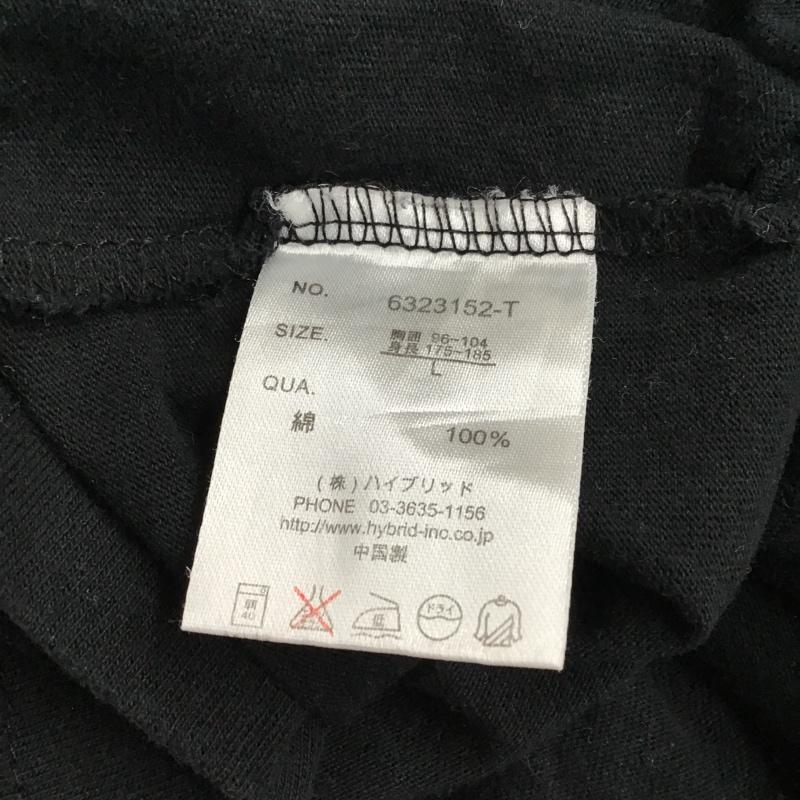 NO. 6323152-T
SIZE. 胸囲 96~104
身長 175~185
L
QUA.
綿 100%
(株)ハイブリッド
PHONE 03-3635-1156
http://www.hybrid-inc.co.jp
中国製
40 低 ドライ